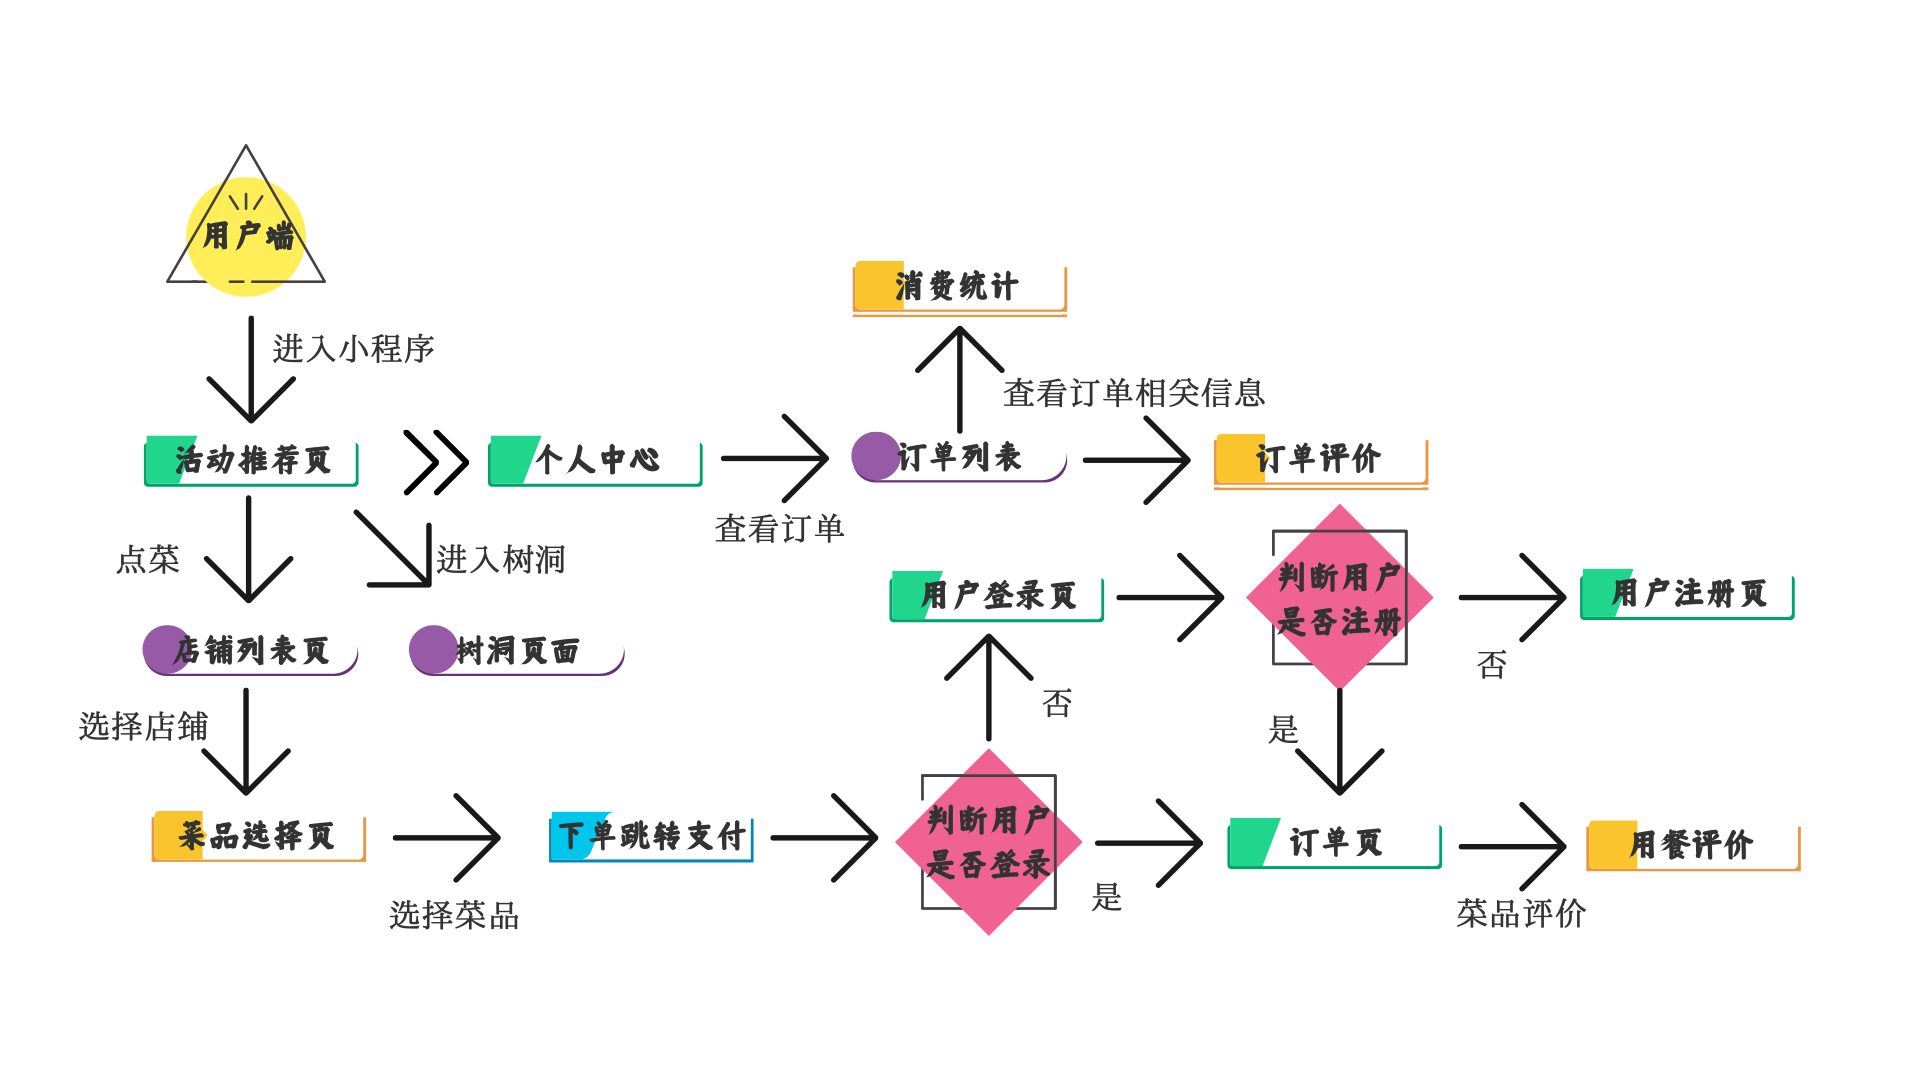 用户端
进入小程序
消费统计
查看订单相关信息
活动推荐页
个人中心
订单列表
订单评价
查看订单
点菜
进入树洞
用户登录页
判断用户
是否注册
用户注册页
店铺列表页
树洞页面
否
否
选择店铺
是
菜品选择页
下单跳转支付
判断用户
是否登录
订单页
用餐评价
选择菜品
是
菜品评价